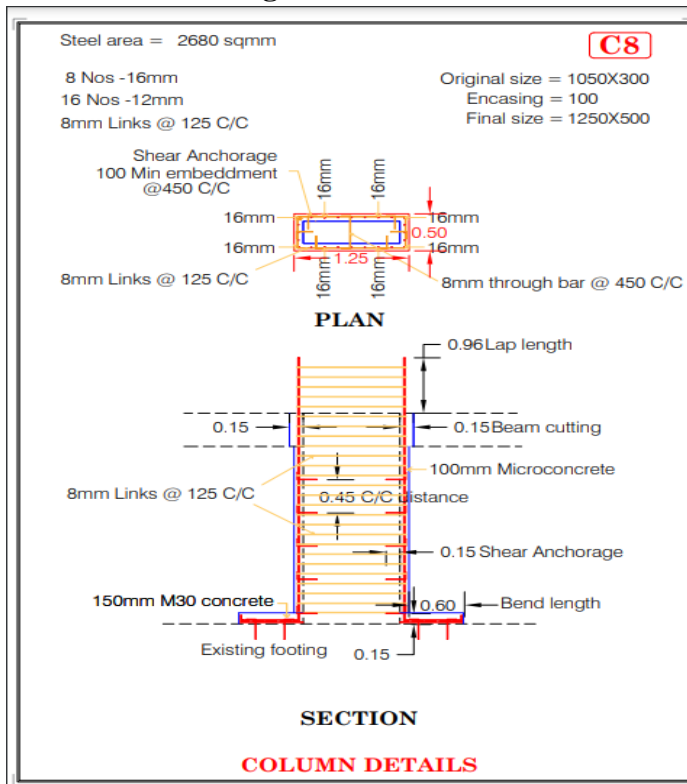 Steel area = 2680 sqmm
C8
8 Nos -16mm
16 Nos -12mm
8mm Links @ 125 C/C
Original size = 1050X300
Encasing = 100
Final size = 1250X500
Shear Anchorage
100 Min embeddment
@450 C/C
16mm
16mm
16mm
16mm
0.50
16mm
16mm
8mm Links @ 125 C/C
1.25
16mm
16mm
8mm through bar @ 450 C/C
PLAN
0.96 Lap length
0.15
0.15 Beam cutting
100mm Microconcrete
8mm Links @ 125 C/C
0.45 C/C distance
0.15 Shear Anchorage
150mm M30 concrete
0.60
Bend length
Existing footing
0.15
SECTION
COLUMN DETAILS